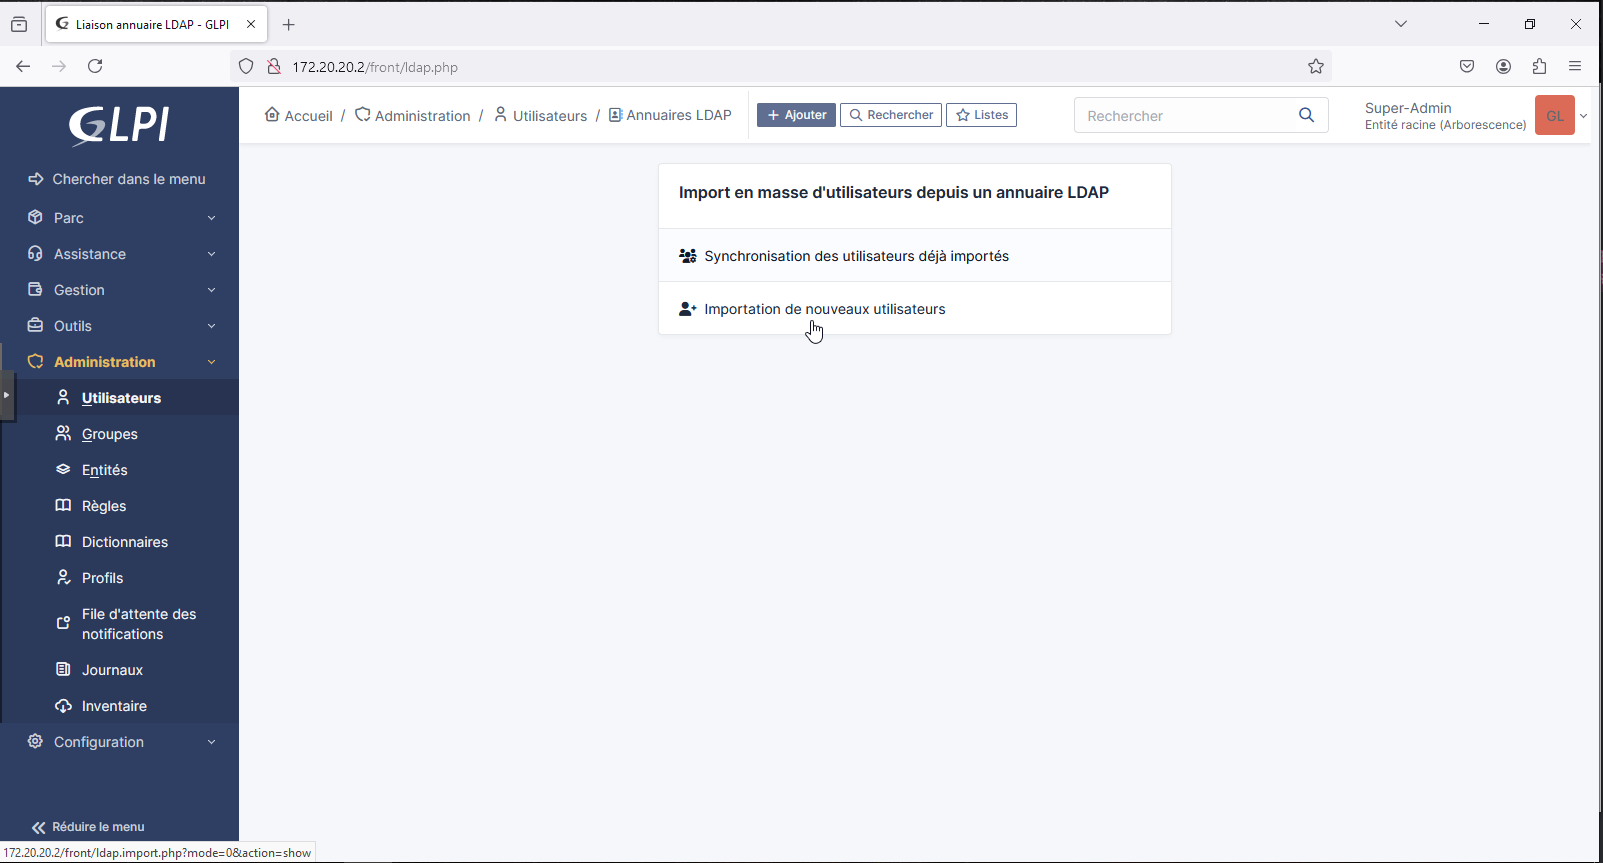 Liaison annuaire LDAP - GLPI
172.20.20.2/front/ldap.php
GLPI
Accueil / Administration / Utilisateurs / Annuaires LDAP
Ajouter
Rechercher
Listes
Rechercher
Super-Admin
Entité racine (Arborescence)
GL
Chercher dans le menu
Parc
Assistance
Gestion
Outils
Administration
Utilisateurs
Groupes
Entités
Règles
Dictionnaires
Profils
File d'attente des
notifications
Journaux
Inventaire
Configuration
Réduire le menu
Import en masse d'utilisateurs depuis un annuaire LDAP
Synchronisation des utilisateurs déjà importés
Importation de nouveaux utilisateurs
172.20.20.2/front/ldap.import.php?mode=0&action=show